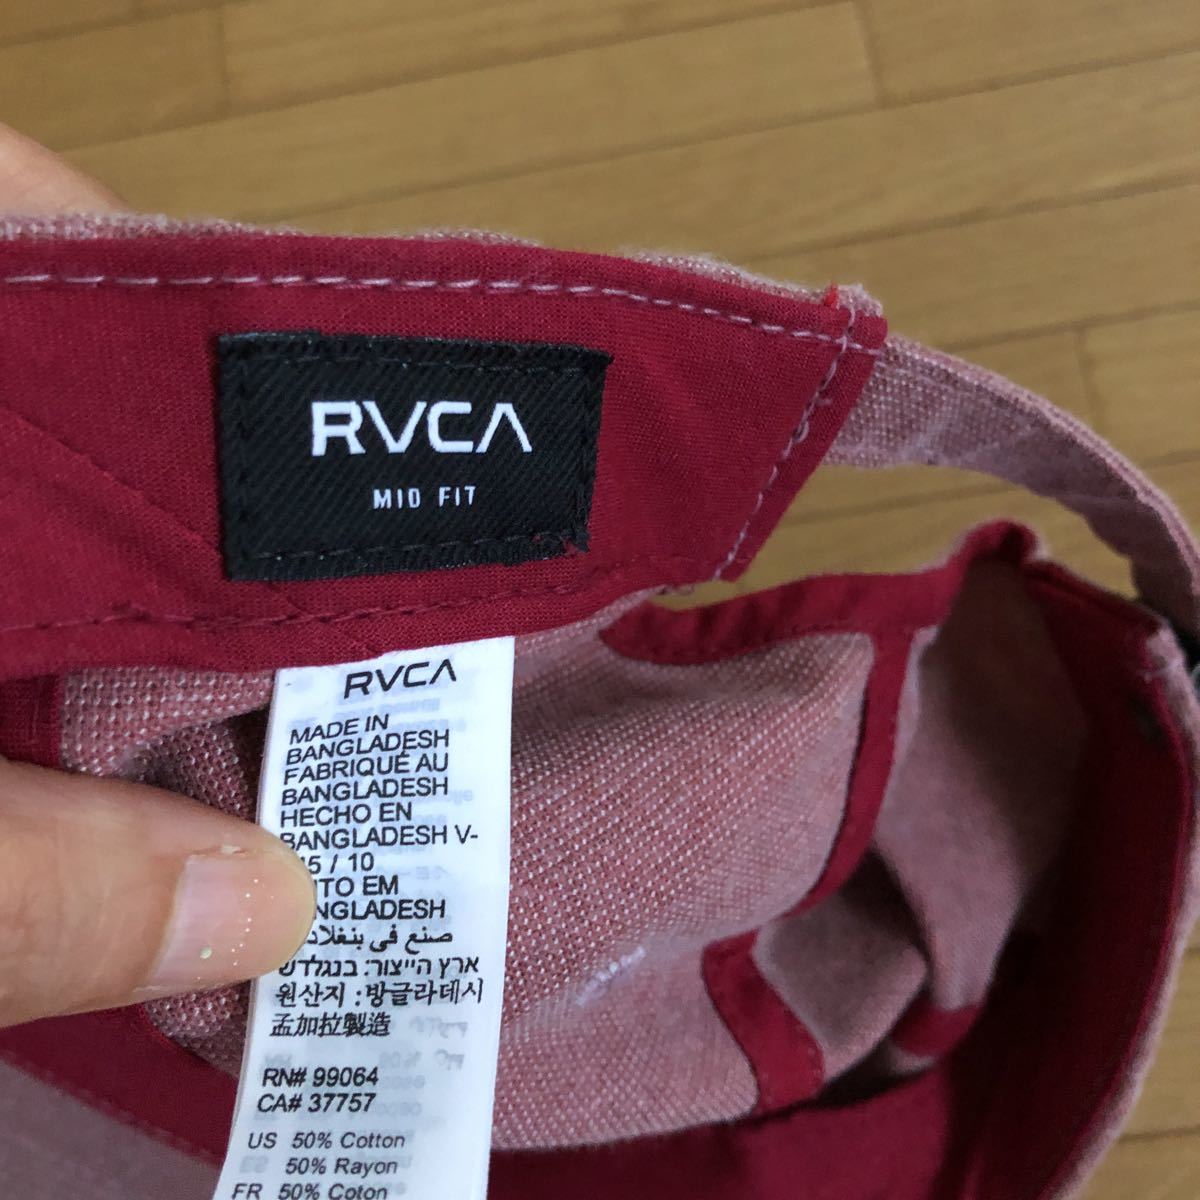 RVCA
MID FIT
RVCA
MADE IN
BANGLADESH
FABRIQUÉ AU
BANGLADESH
HECHO EN
BANGLADESH V-
/ 10
EM
صنع في
ארץ הייצור: בנגלדש
원산지 : 방글라데시
孟加拉製造
RN# 99064
CA# 37757
US 50% Cotton
50% Rayon
FR 50% Coton